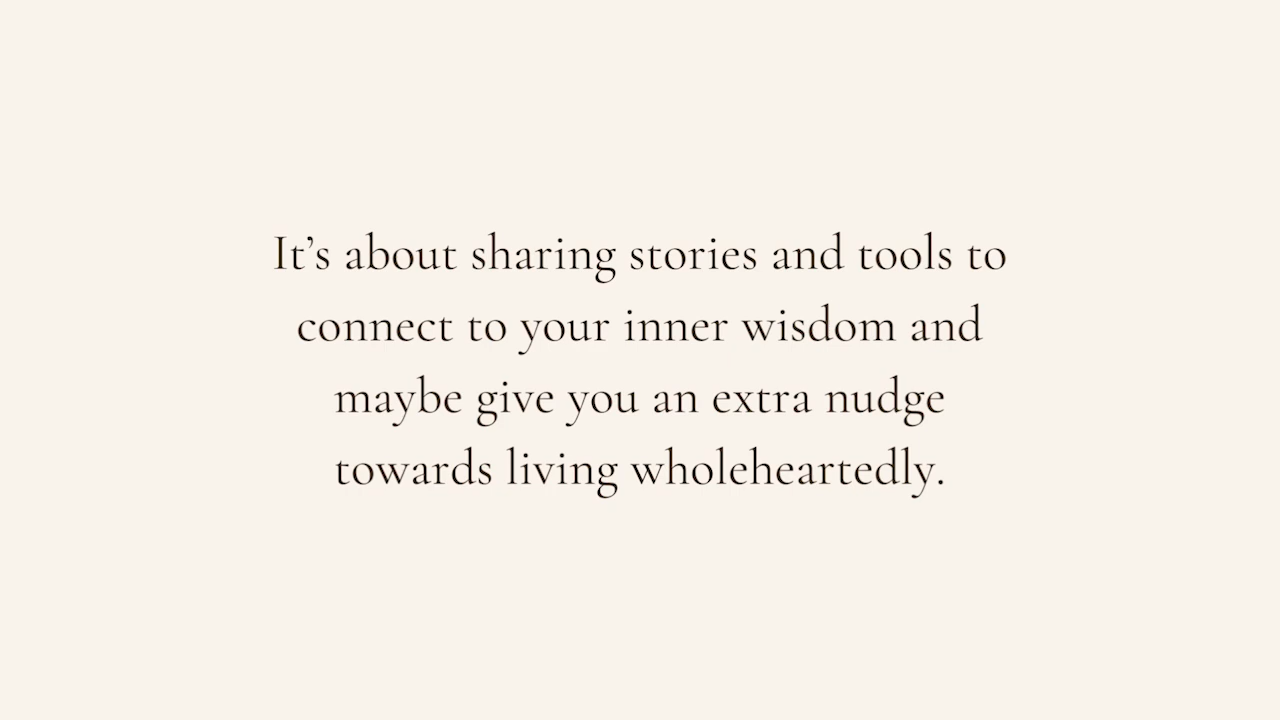 It’s about sharing stories and tools to
connect to your inner wisdom and
maybe give you an extra nudge
towards living wholeheartedly.